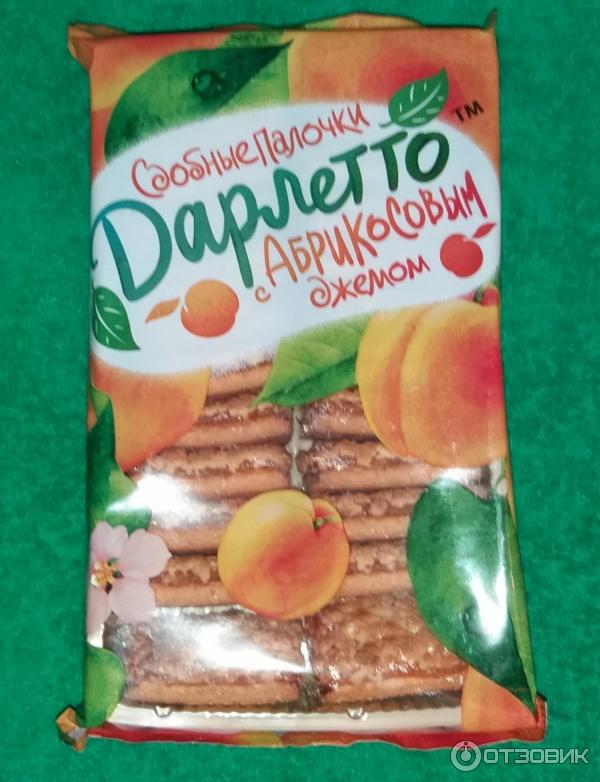 Сдобные палочки
Дарлетто ™
с Абрикосовым
джемом
ОТЗОВИК